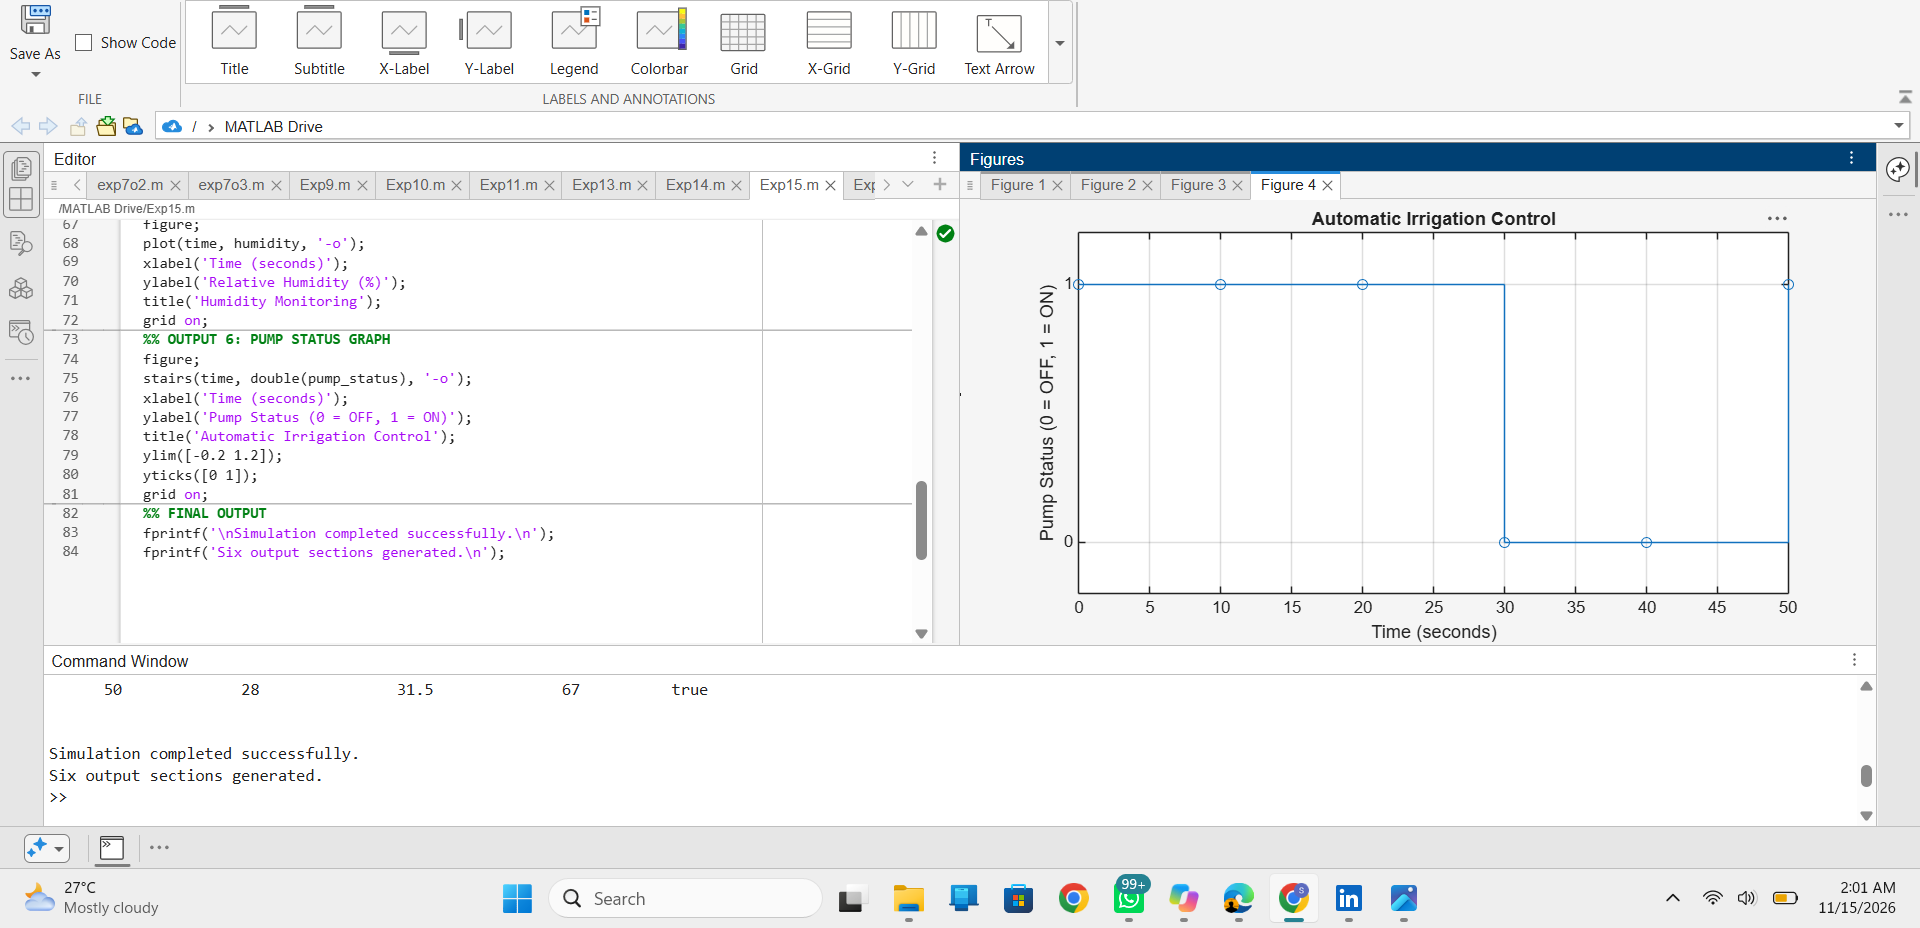 Save As
Show Code
Title
Subtitle
X-Label
Y-Label
Legend
Colorbar
Grid
X-Grid
Y-Grid
Text Arrow
FILE
LABELS AND ANNOTATIONS
/ › MATLAB Drive
Editor
exp7o2.m
exp7o3.m
Exp9.m
Exp10.m
Exp11.m
Exp13.m
Exp14.m
Exp15.m
Exp
/MATLAB Drive/Exp15.m
67 figure;
68 plot(time, humidity, '-o');
69 xlabel('Time (seconds)');
70 ylabel('Relative Humidity (%)');
71 title('Humidity Monitoring');
72 grid on;
73 %% OUTPUT 6: PUMP STATUS GRAPH
74 figure;
75 stairs(time, double(pump_status), '-o');
76 xlabel('Time (seconds)');
77 ylabel('Pump Status (0 = OFF, 1 = ON)');
78 title('Automatic Irrigation Control');
79 ylim([-0.2 1.2]);
80 yticks([0 1]);
81 grid on;
82 %% FINAL OUTPUT
83 fprintf('\nSimulation completed successfully.\n');
84 fprintf('Six output sections generated.\n');
Figures
Figure 1
Figure 2
Figure 3
Figure 4
Automatic Irrigation Control
Pump Status (0 = OFF, 1 = ON)
1
0
0 5 10 15 20 25 30 35 40 45 50
Time (seconds)
Command Window
50 28 31.5 67 true
Simulation completed successfully.
Six output sections generated.
>>
27°C
Mostly cloudy
Search
99+
S
in
2:01 AM
11/15/2026